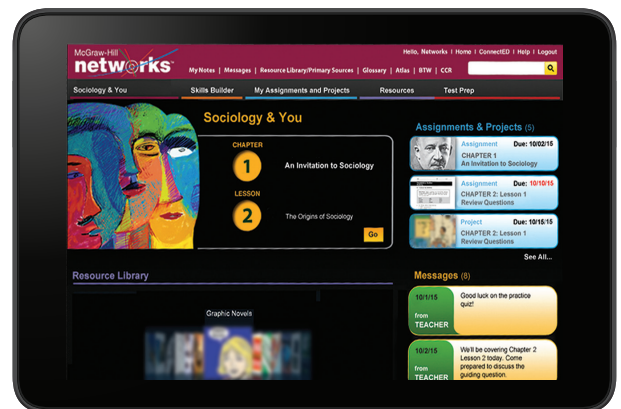 McGraw-Hill
networks™
Hello, Networks | Home | ConnectED | Help | Logout
My Notes | Messages | Resource Library/Primary Sources | Glossary | Atlas | BTW | CCR
Sociology & You
Skills Builder
My Assignments and Projects
Resources
Test Prep
Sociology & You
CHAPTER
1
An Invitation to Sociology
LESSON
2
The Origins of Sociology
Go
Assignments & Projects (5)
Assignment Due: 10/02/15
CHAPTER 1
An Invitation to Sociology
Assignment Due: 10/10/15
CHAPTER 2: Lesson 1
Review Questions
Project Due: 10/15/15
CHAPTER 2: Lesson 1
Review Questions
See All...
Resource Library
Graphic Novels
Messages (8)
10/1/15
from
TEACHER
Good luck on the practice
quiz!
10/2/15
from
TEACHER
We'll be covering Chapter 2
Lesson 2 today. Come
prepared to discuss the
guiding question.